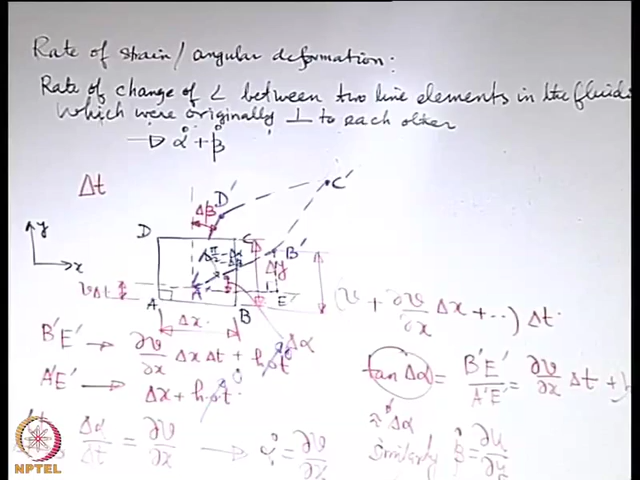 Rate of strain / angular deformation:
Rate of change of ∠ between two line elements in the fluid
which were originally ⊥ to each other
→ α̇ + β̇
Δt
D' C'
Δβ
D C B'
y
x
Δy
A' E'
vΔt
A B
Δx
Δα
(v + ∂v/∂x Δx + ...) Δt
B'E' → ∂v/∂x Δx Δt + h.o.t
A'E' → Δx + h.o.t
tan Δα = B'E'/A'E' = ∂v/∂x Δt + h
≈ Δα
Δα/Δt = ∂v/∂x → α̇ = ∂v/∂x
Similarly β̇ = ∂u/∂y
NPTEL